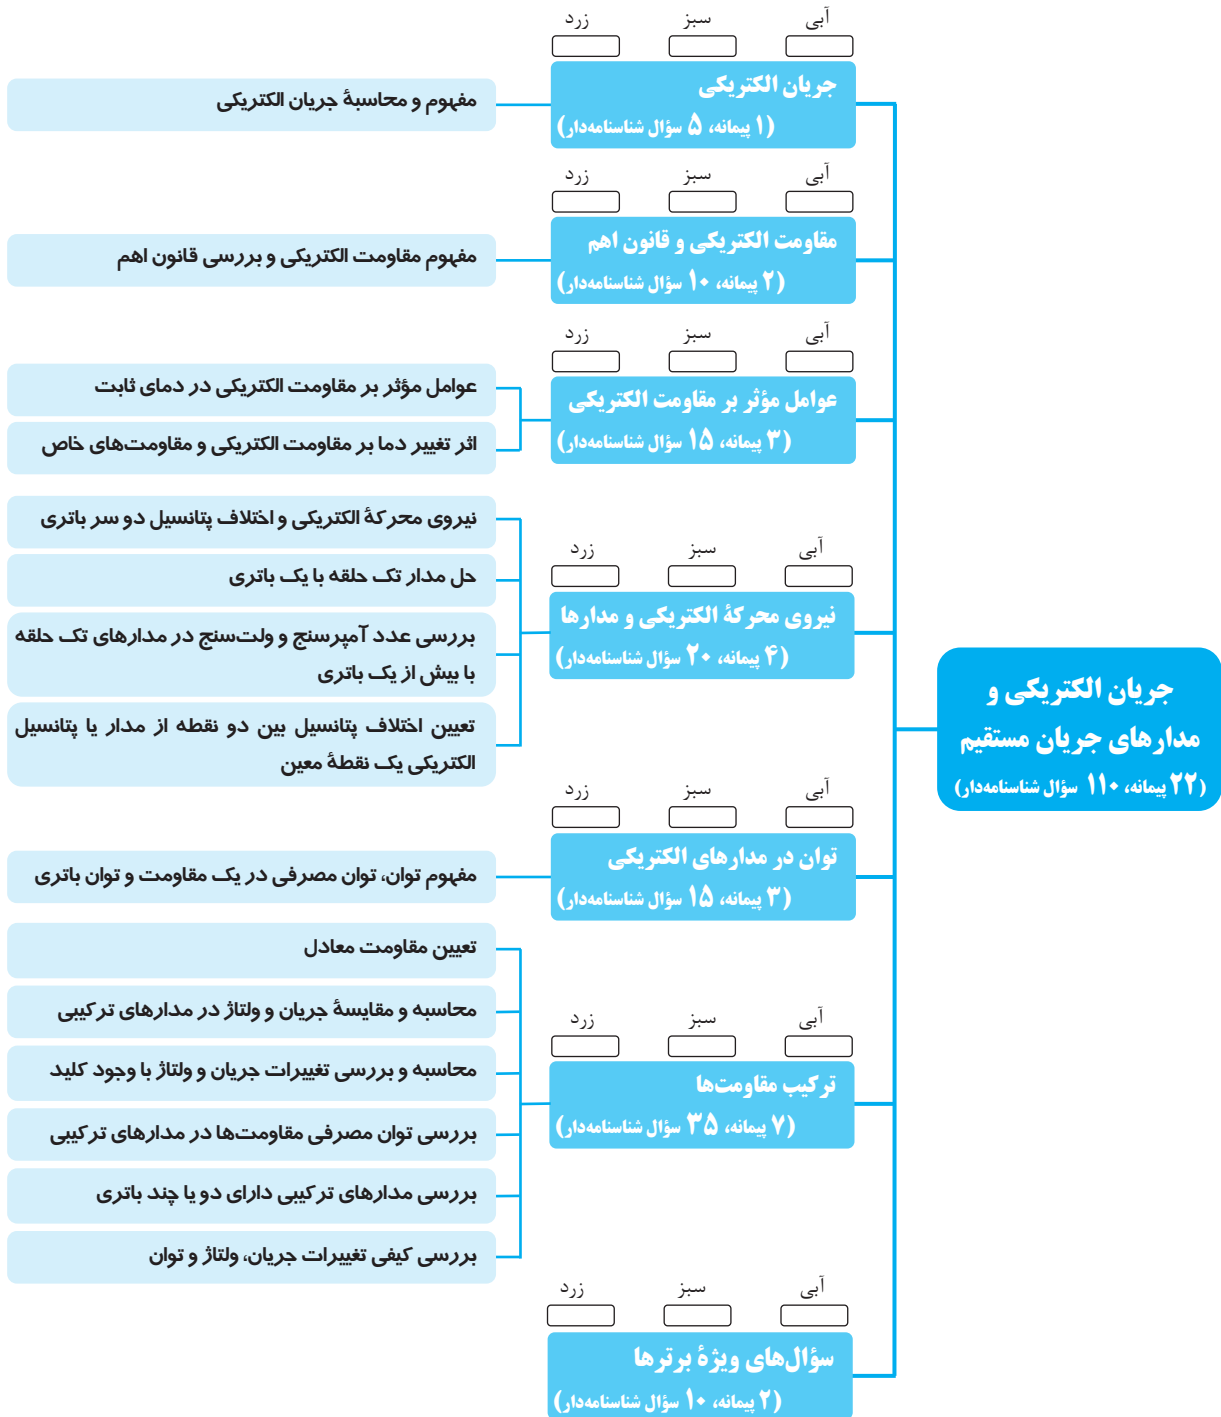 جریان الکتریکی و
مدارهای جریان مستقیم
(۲۲ پیمانه، ۱۱۰ سؤال شناسنامه‌دار)
آبی سبز زرد
جریان الکتریکی
(۱ پیمانه، ۵ سؤال شناسنامه‌دار)
مفهوم و محاسبۀ جریان الکتریکی
آبی سبز زرد
مقاومت الکتریکی و قانون اهم
(۲ پیمانه، ۱۰ سؤال شناسنامه‌دار)
مفهوم مقاومت الکتریکی و بررسی قانون اهم
آبی سبز زرد
عوامل مؤثر بر مقاومت الکتریکی
(۳ پیمانه، ۱۵ سؤال شناسنامه‌دار)
عوامل مؤثر بر مقاومت الکتریکی در دمای ثابت
اثر تغییر دما بر مقاومت الکتریکی و مقاومت‌های خاص
آبی سبز زرد
نیروی محرکۀ الکتریکی و مدارها
(۴ پیمانه، ۲۰ سؤال شناسنامه‌دار)
نیروی محرکۀ الکتریکی و اختلاف پتانسیل دو سر باتری
حل مدار تک حلقه با یک باتری
بررسی عدد آمپرسنج و ولت‌سنج در مدارهای تک حلقه
با بیش از یک باتری
تعیین اختلاف پتانسیل بین دو نقطه از مدار یا پتانسیل
الکتریکی یک نقطۀ معین
آبی سبز زرد
توان در مدارهای الکتریکی
(۳ پیمانه، ۱۵ سؤال شناسنامه‌دار)
مفهوم توان، توان مصرفی در یک مقاومت و توان باتری
آبی سبز زرد
ترکیب مقاومت‌ها
(۷ پیمانه، ۳۵ سؤال شناسنامه‌دار)
تعیین مقاومت معادل
محاسبه و مقایسۀ جریان و ولتاژ در مدارهای ترکیبی
محاسبه و بررسی تغییرات جریان و ولتاژ با وجود کلید
بررسی توان مصرفی مقاومت‌ها در مدارهای ترکیبی
بررسی مدارهای ترکیبی دارای دو یا چند باتری
بررسی کیفی تغییرات جریان، ولتاژ و توان
آبی سبز زرد
سؤال‌های ویژۀ برترها
(۲ پیمانه، ۱۰ سؤال شناسنامه‌دار)